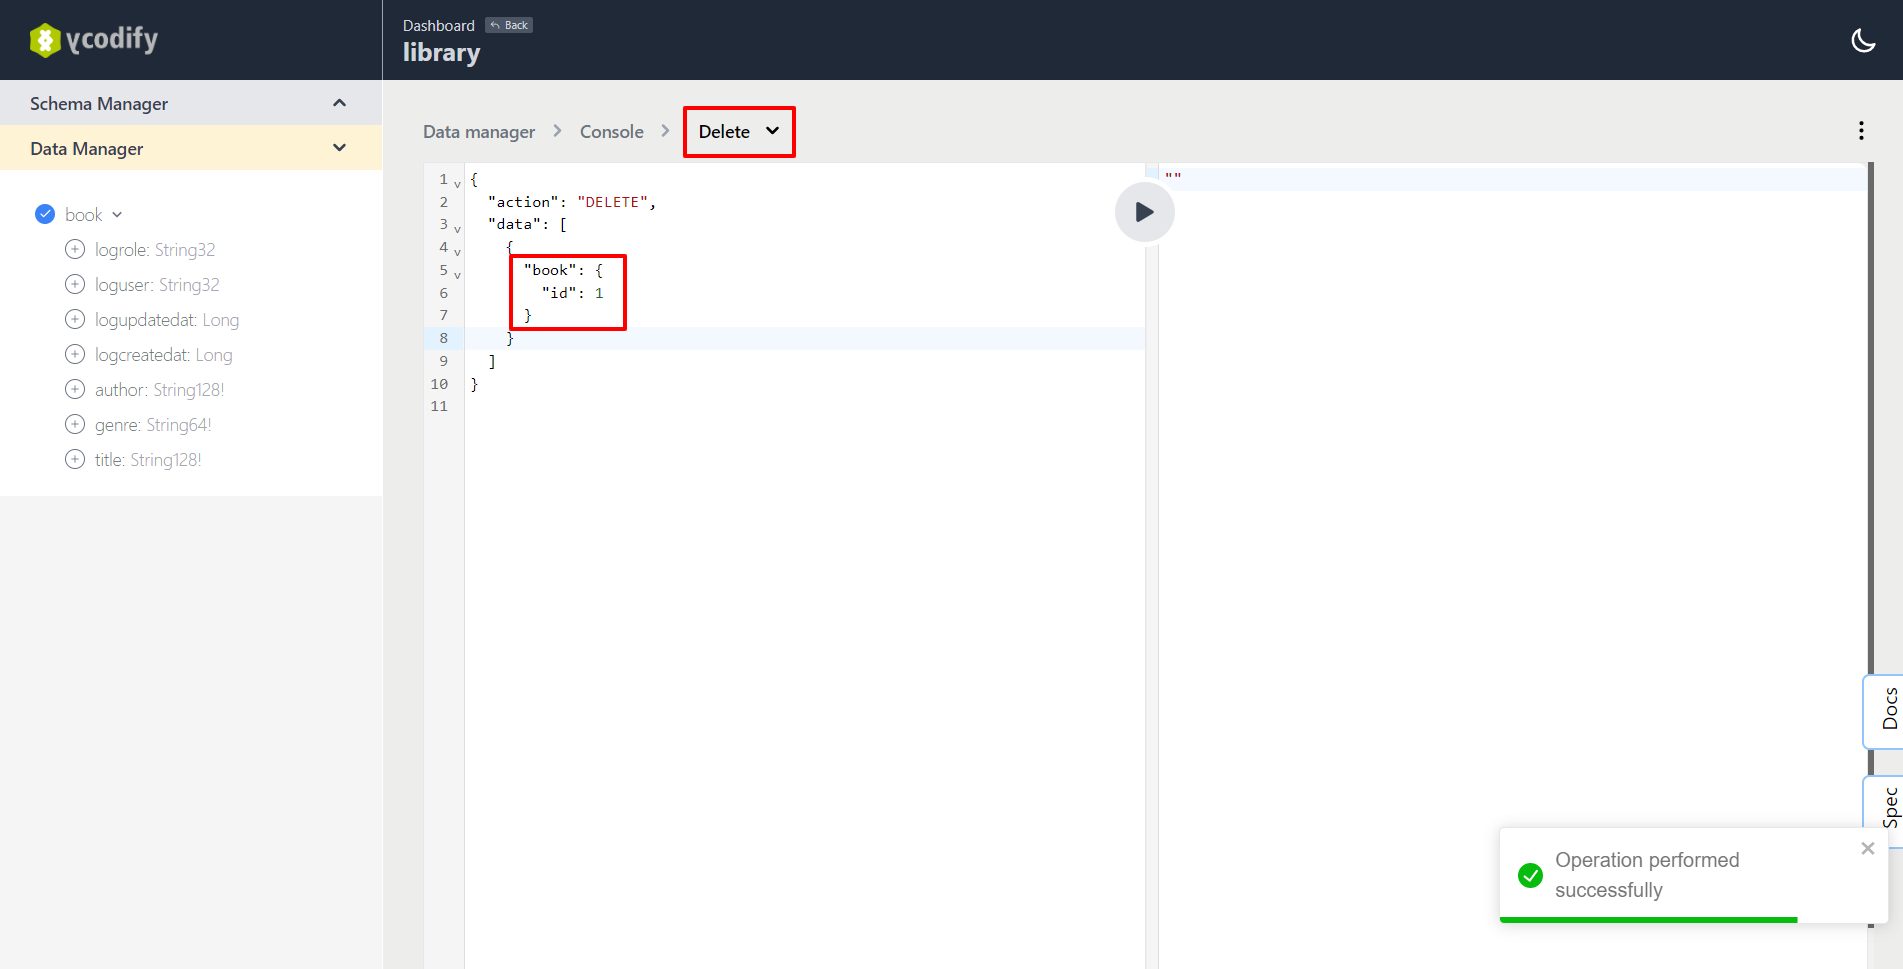 ycodify
Dashboard
Back
library
Schema Manager
Data Manager
book
logrole: String32
loguser: String32
logupdatedat: Long
logcreatedat: Long
author: String128!
genre: String64!
title: String128!
Data manager
Console
Delete
1 {
2 "action": "DELETE",
3 "data": [
4 {
5 "book": {
6 "id": 1
7 }
8 }
9 ]
10 }
11
""
Docs
Spec
Operation performed
successfully